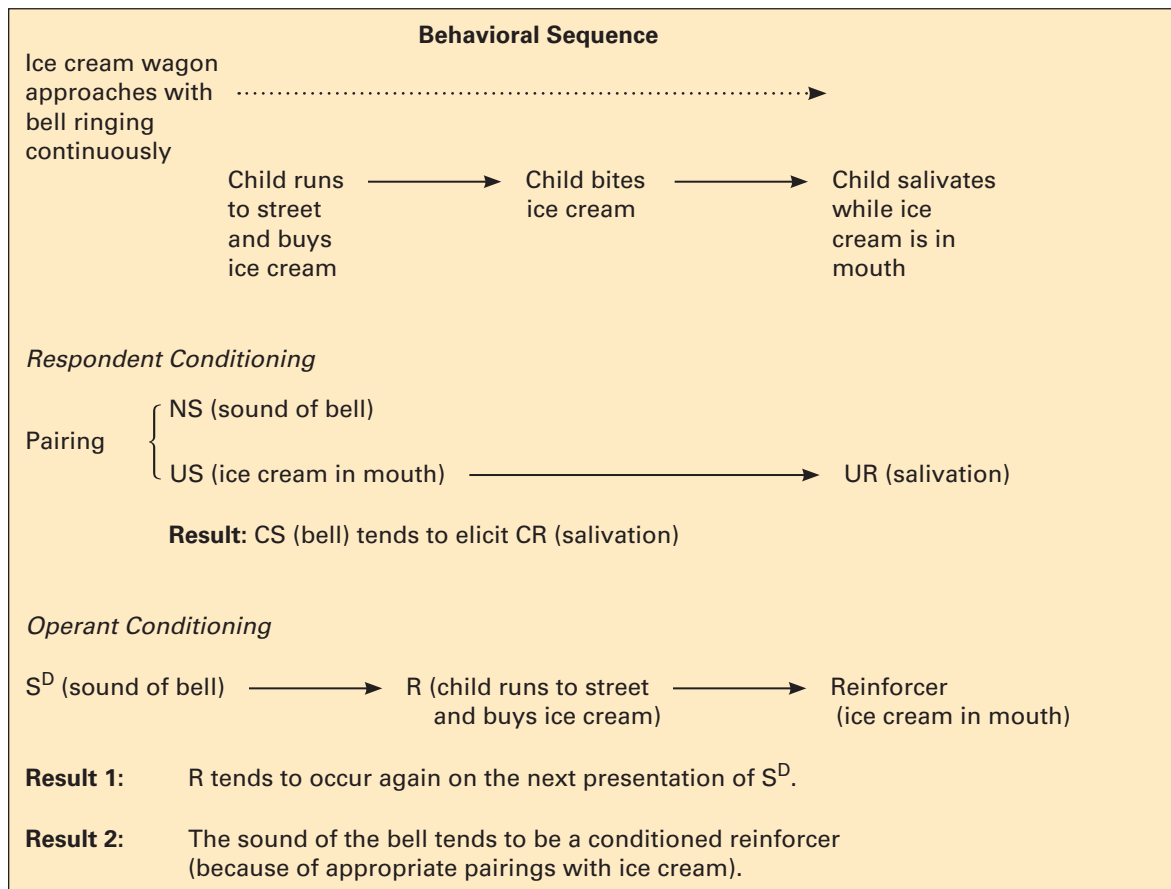 Behavioral Sequence
Ice cream wagon
approaches with
bell ringing
continuously
Child runs
to street
and buys
ice cream
Child bites
ice cream
Child salivates
while ice
cream is in
mouth
Respondent Conditioning
Pairing
NS (sound of bell)
US (ice cream in mouth)
UR (salivation)
Result: CS (bell) tends to elicit CR (salivation)
Operant Conditioning
S^D (sound of bell)
R (child runs to street
and buys ice cream)
Reinforcer
(ice cream in mouth)
Result 1: R tends to occur again on the next presentation of S^D.
Result 2: The sound of the bell tends to be a conditioned reinforcer
(because of appropriate pairings with ice cream).